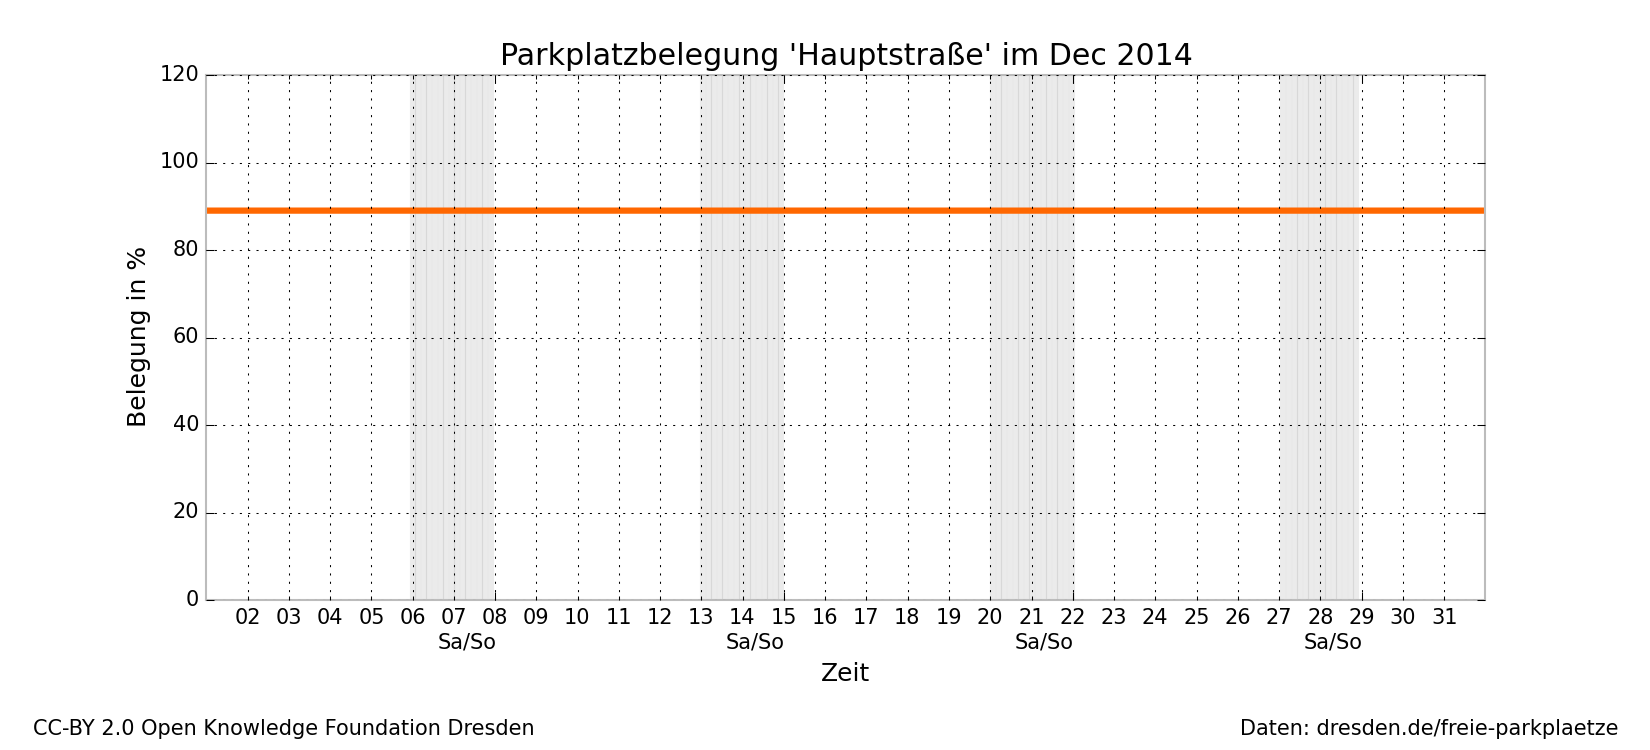 Parkplatzbelegung 'Hauptstraße' im Dec 2014
120
100
80
60
40
20
0
Belegung in %
02 03 04 05 06 07 08 09 10 11 12 13 14 15 16 17 18 19 20 21 22 23 24 25 26 27 28 29 30 31
Sa/So Sa/So Sa/So Sa/So
Zeit
CC-BY 2.0 Open Knowledge Foundation Dresden
Daten: dresden.de/freie-parkplaetze